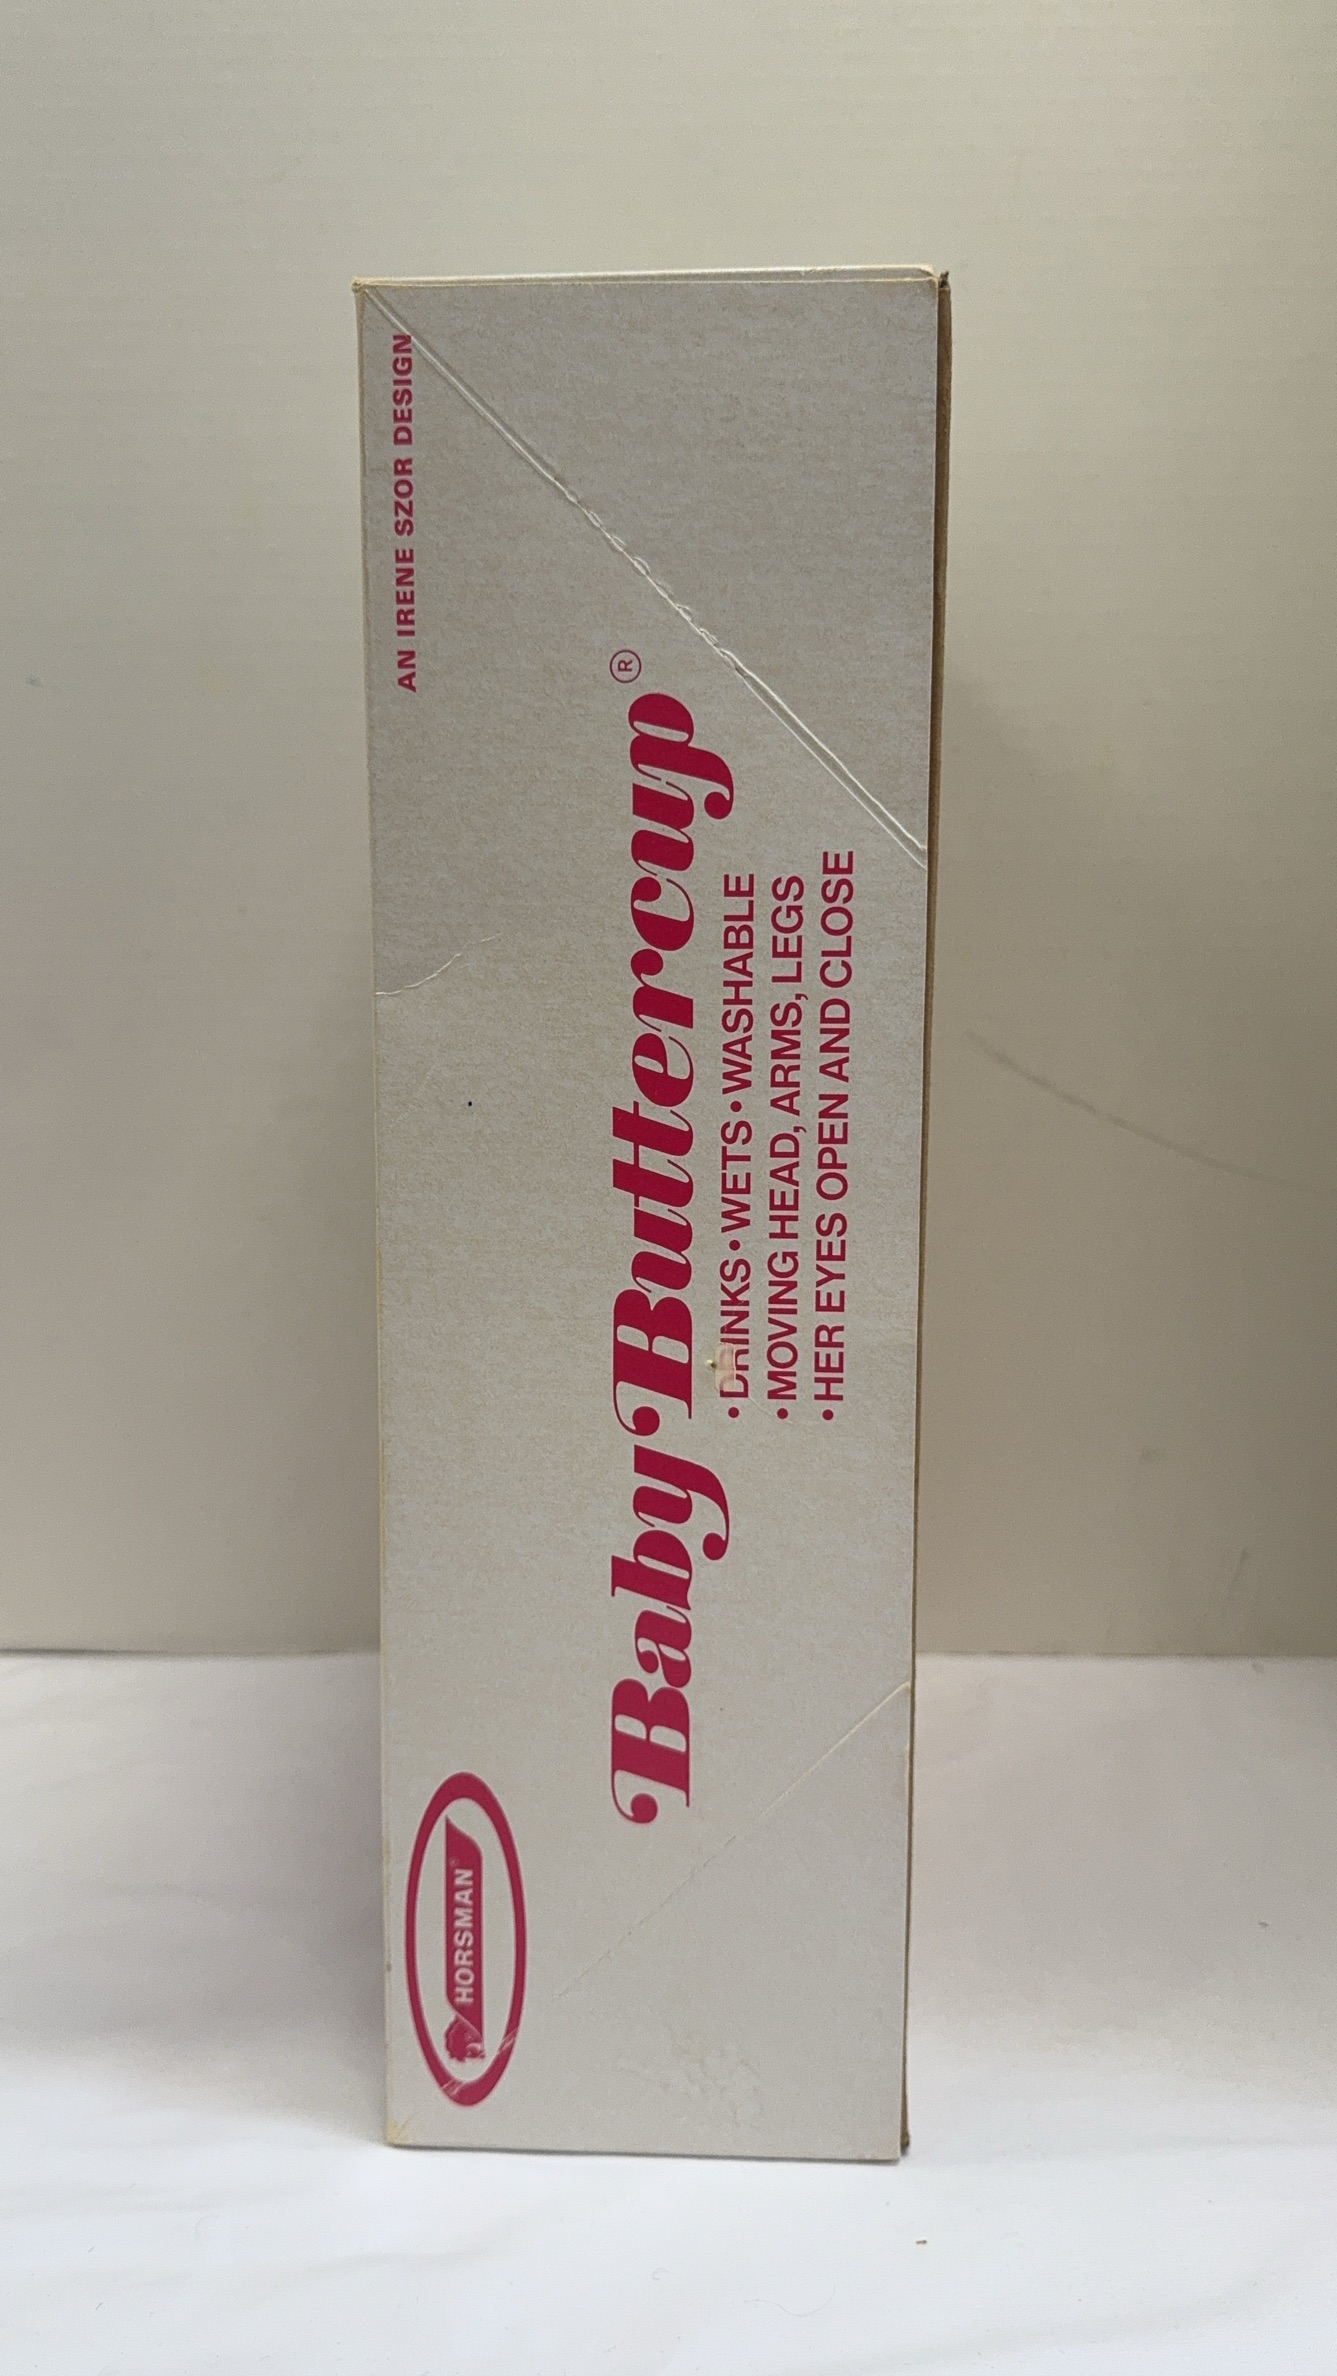 AN IRENE SZOR DESIGN
HORSMAN
Baby Buttercup®
• DRINKS • WETS • WASHABLE
• MOVING HEAD, ARMS, LEGS
• HER EYES OPEN AND CLOSE